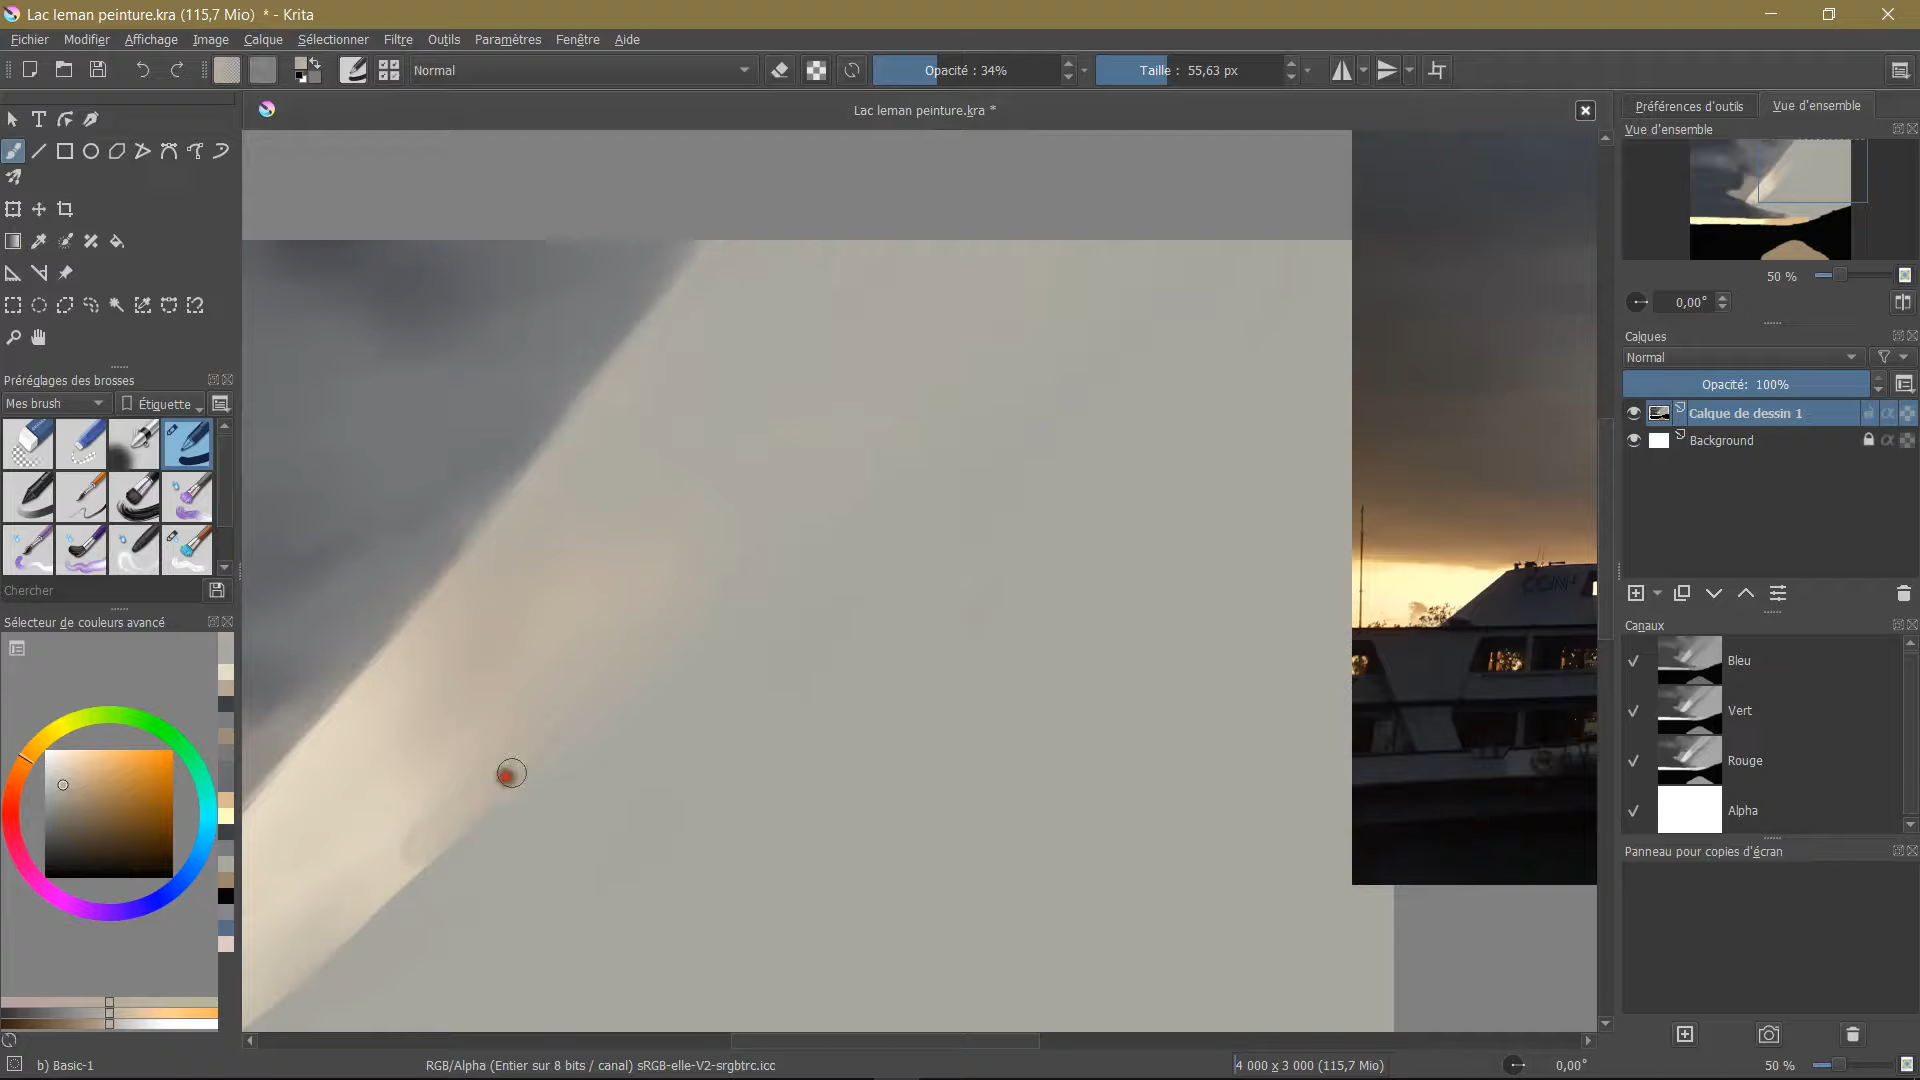 Lac leman peinture.kra (115,7 Mio)  * - Krita
Fichier Modifier Affichage Image Calque Sélectionner Filtre Outils Paramètres Fenêtre Aide
Normal Opacité : 34% Taille : 55,63 px
Lac leman peinture.kra *
Préférences d'outils Vue d'ensemble
Vue d'ensemble
50 %
0,00°
Calques
Normal
Opacité: 100%
Calque de dessin 1
Background
Préréglages des brosses
Mes brush Étiquette
Chercher
Sélecteur de couleurs avancé
Canaux
Bleu
Vert
Rouge
Alpha
Panneau pour copies d'écran
b) Basic-1 RGB/Alpha (Entier sur 8 bits / canal) sRGB-elle-V2-srgbtrc.icc 4 000 x 3 000 (115,7 Mio) 0,00° 50 %